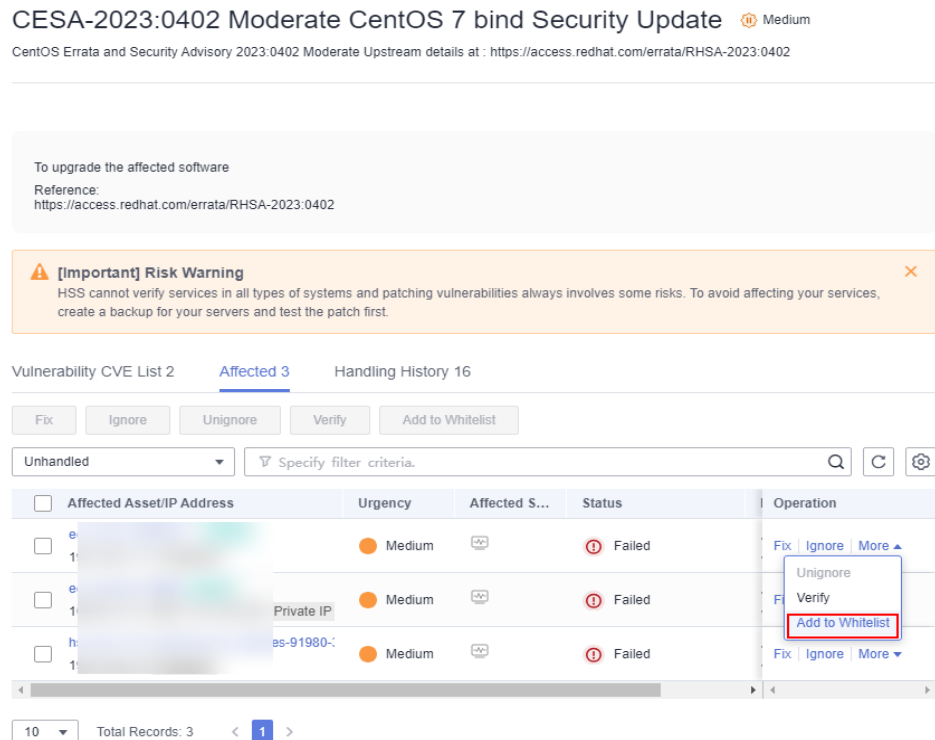 CESA-2023:0402 Moderate CentOS 7 bind Security Update Medium
CentOS Errata and Security Advisory 2023:0402 Moderate Upstream details at : https://access.redhat.com/errata/RHSA-2023:0402
To upgrade the affected software
Reference:
https://access.redhat.com/errata/RHSA-2023:0402
[Important] Risk Warning
HSS cannot verify services in all types of systems and patching vulnerabilities always involves some risks. To avoid affecting your services,
create a backup for your servers and test the patch first.
Vulnerability CVE List 2 Affected 3 Handling History 16
Fix Ignore Unignore Verify Add to Whitelist
Unhandled Specify filter criteria.
Affected Asset/IP Address Urgency Affected S... Status Operation
Medium Failed Fix Ignore More
Unignore
Private IP Medium Failed Verify
Add to Whitelist
es-91980- Medium Failed Fix Ignore More
10 Total Records: 3 < 1 >